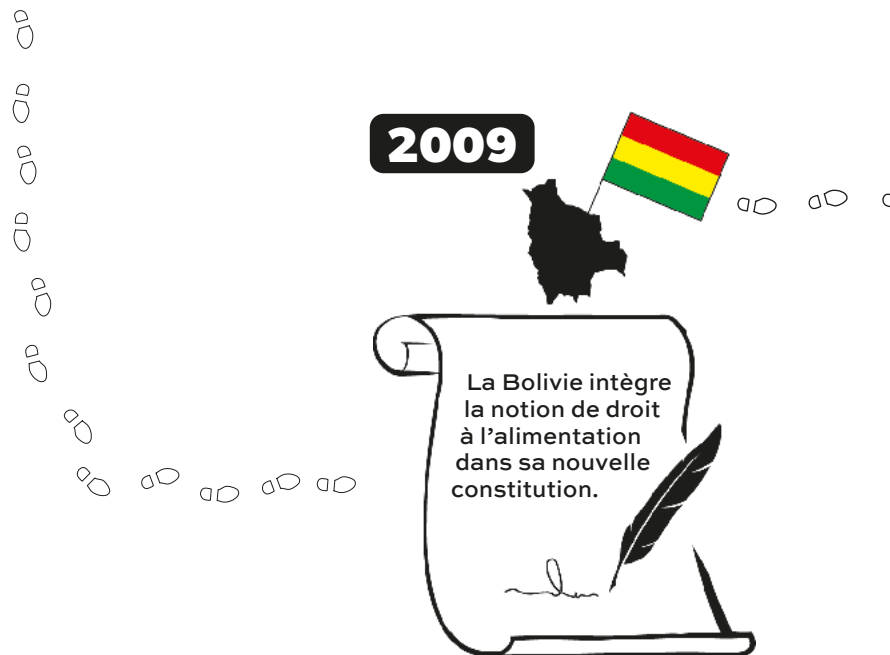 2009
La Bolivie intègre
la notion de droit
à l’alimentation
dans sa nouvelle
constitution.